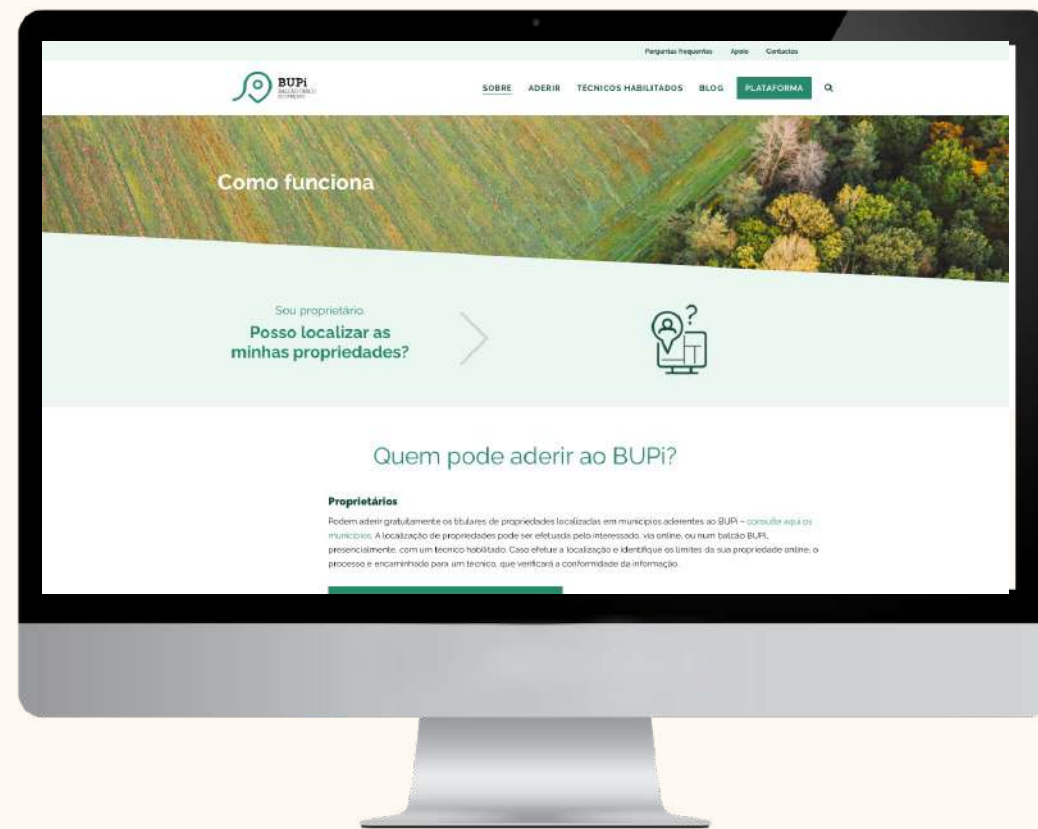 Perguntas frequentes Apoio Contactos
BUPi
BALCÃO ÚNICO
DO PRÉDIO
SOBRE ADERIR TÉCNICOS HABILITADOS BLOG PLATAFORMA
Como funciona
Sou proprietário.
Posso localizar as
minhas propriedades?
Quem pode aderir ao BUPi?
Proprietários
Podem aderir gratuitamente os titulares de propriedades localizadas em municípios aderentes ao BUPi – consulte aqui os
municípios. A localização de propriedades pode ser efetuada pelo interessado, via online, ou num balcão BUPi,
presencialmente, com um técnico habilitado. Caso efetue a localização e identifique os limites da sua propriedade online, o
processo é encaminhado para um técnico, que verificará a conformidade da informação.